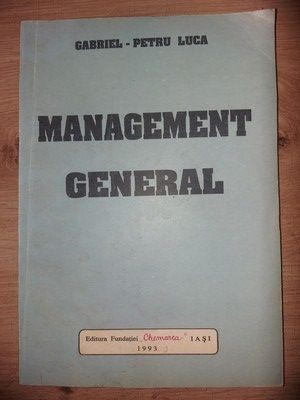 GABRIEL - PETRU LUCA
MANAGEMENT
GENERAL
Editura Fundației "Chemarea" IAȘI
1993